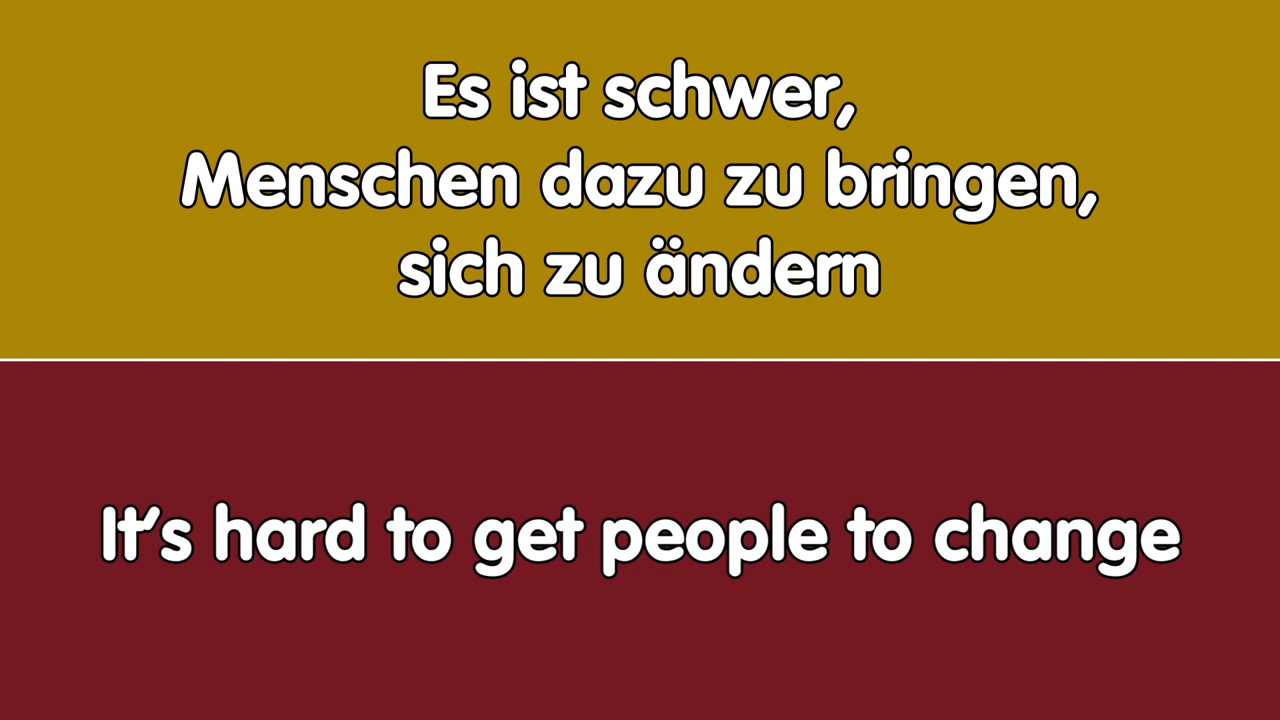 Es ist schwer,
Menschen dazu zu bringen,
sich zu ändern
It's hard to get people to change